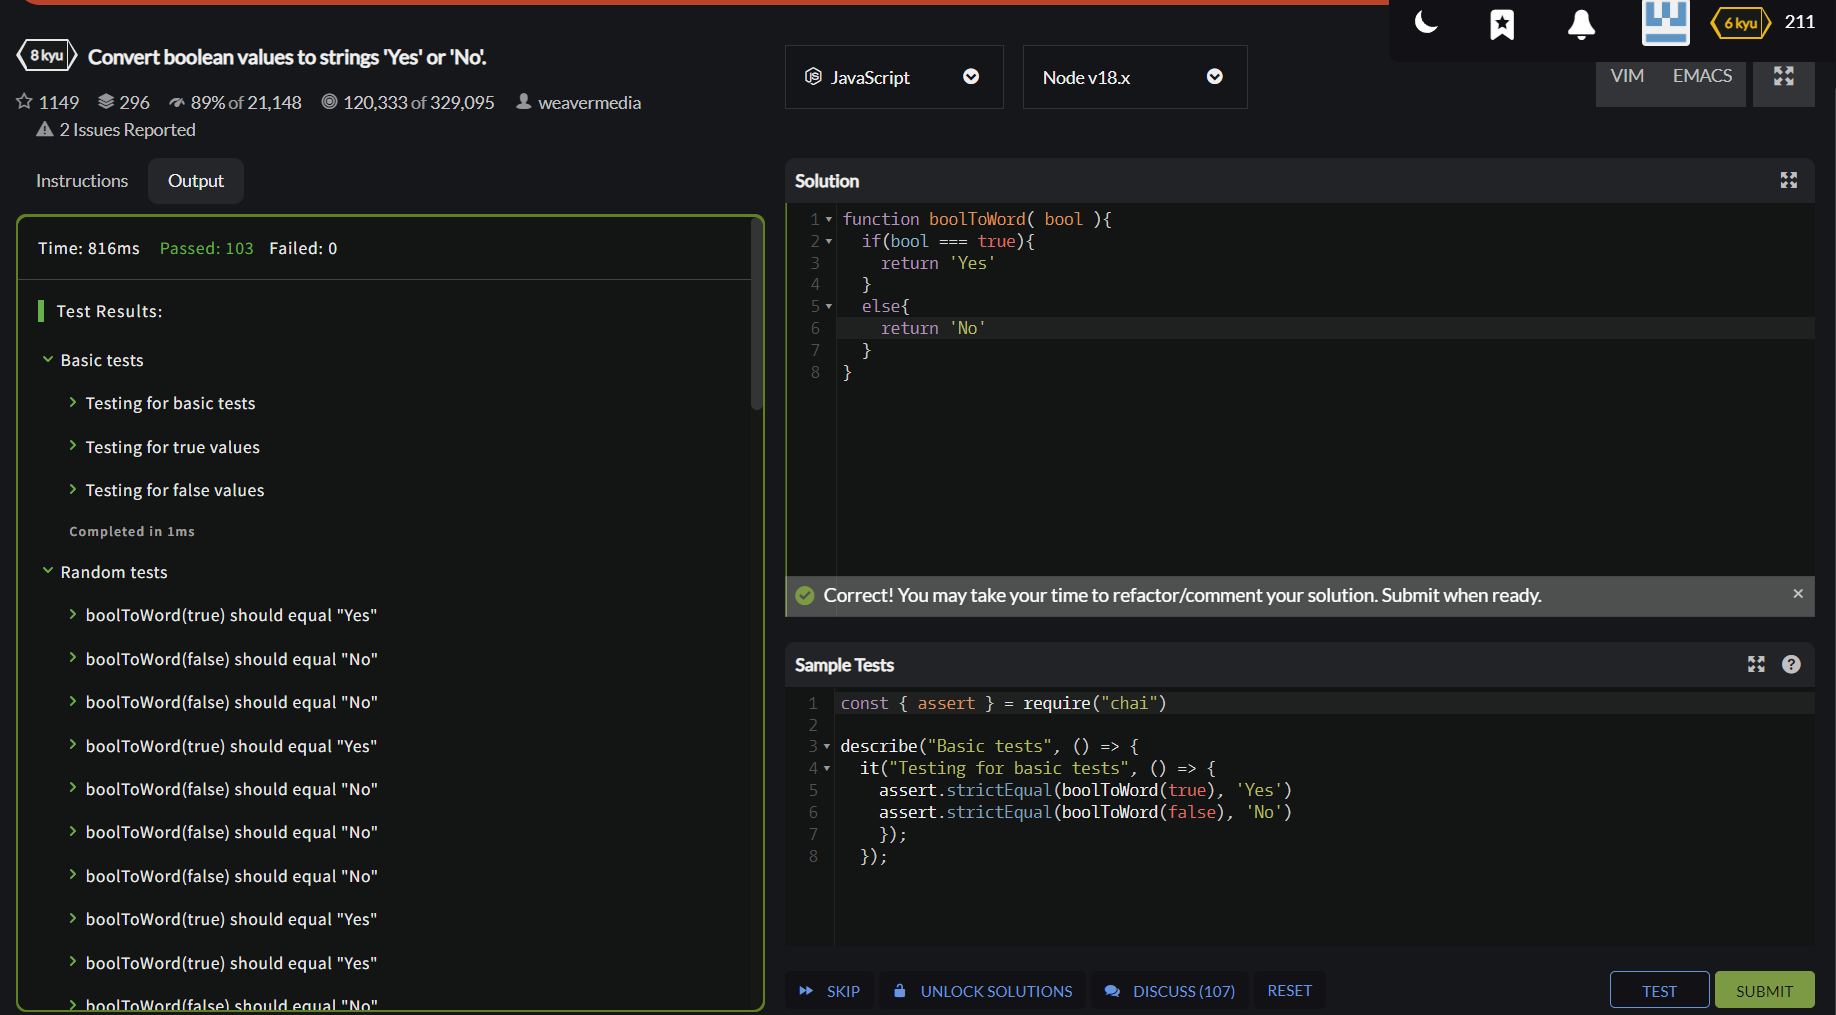 8 kyu Convert boolean values to strings 'Yes' or 'No'.
1149 296 89% of 21,148 120,333 of 329,095 weavermedia
2 Issues Reported
JavaScript
Node v18.x
6 kyu 211
VIM EMACS
Instructions Output
Time: 816ms Passed: 103 Failed: 0
Test Results:
Basic tests
Testing for basic tests
Testing for true values
Testing for false values
Completed in 1ms
Random tests
boolToWord(true) should equal "Yes"
boolToWord(false) should equal "No"
boolToWord(false) should equal "No"
boolToWord(true) should equal "Yes"
boolToWord(false) should equal "No"
boolToWord(false) should equal "No"
boolToWord(false) should equal "No"
boolToWord(true) should equal "Yes"
boolToWord(true) should equal "Yes"
boolToWord(false) should equal "No"
Solution
1 function boolToWord( bool ){
2   if(bool === true){
3     return 'Yes'
4   }
5   else{
6     return 'No'
7   }
8 }
Correct! You may take your time to refactor/comment your solution. Submit when ready.
Sample Tests
1 const { assert } = require("chai")
2
3 describe("Basic tests", () => {
4   it("Testing for basic tests", () => {
5     assert.strictEqual(boolToWord(true), 'Yes')
6     assert.strictEqual(boolToWord(false), 'No')
7     });
8   });
SKIP UNLOCK SOLUTIONS DISCUSS (107) RESET TEST SUBMIT